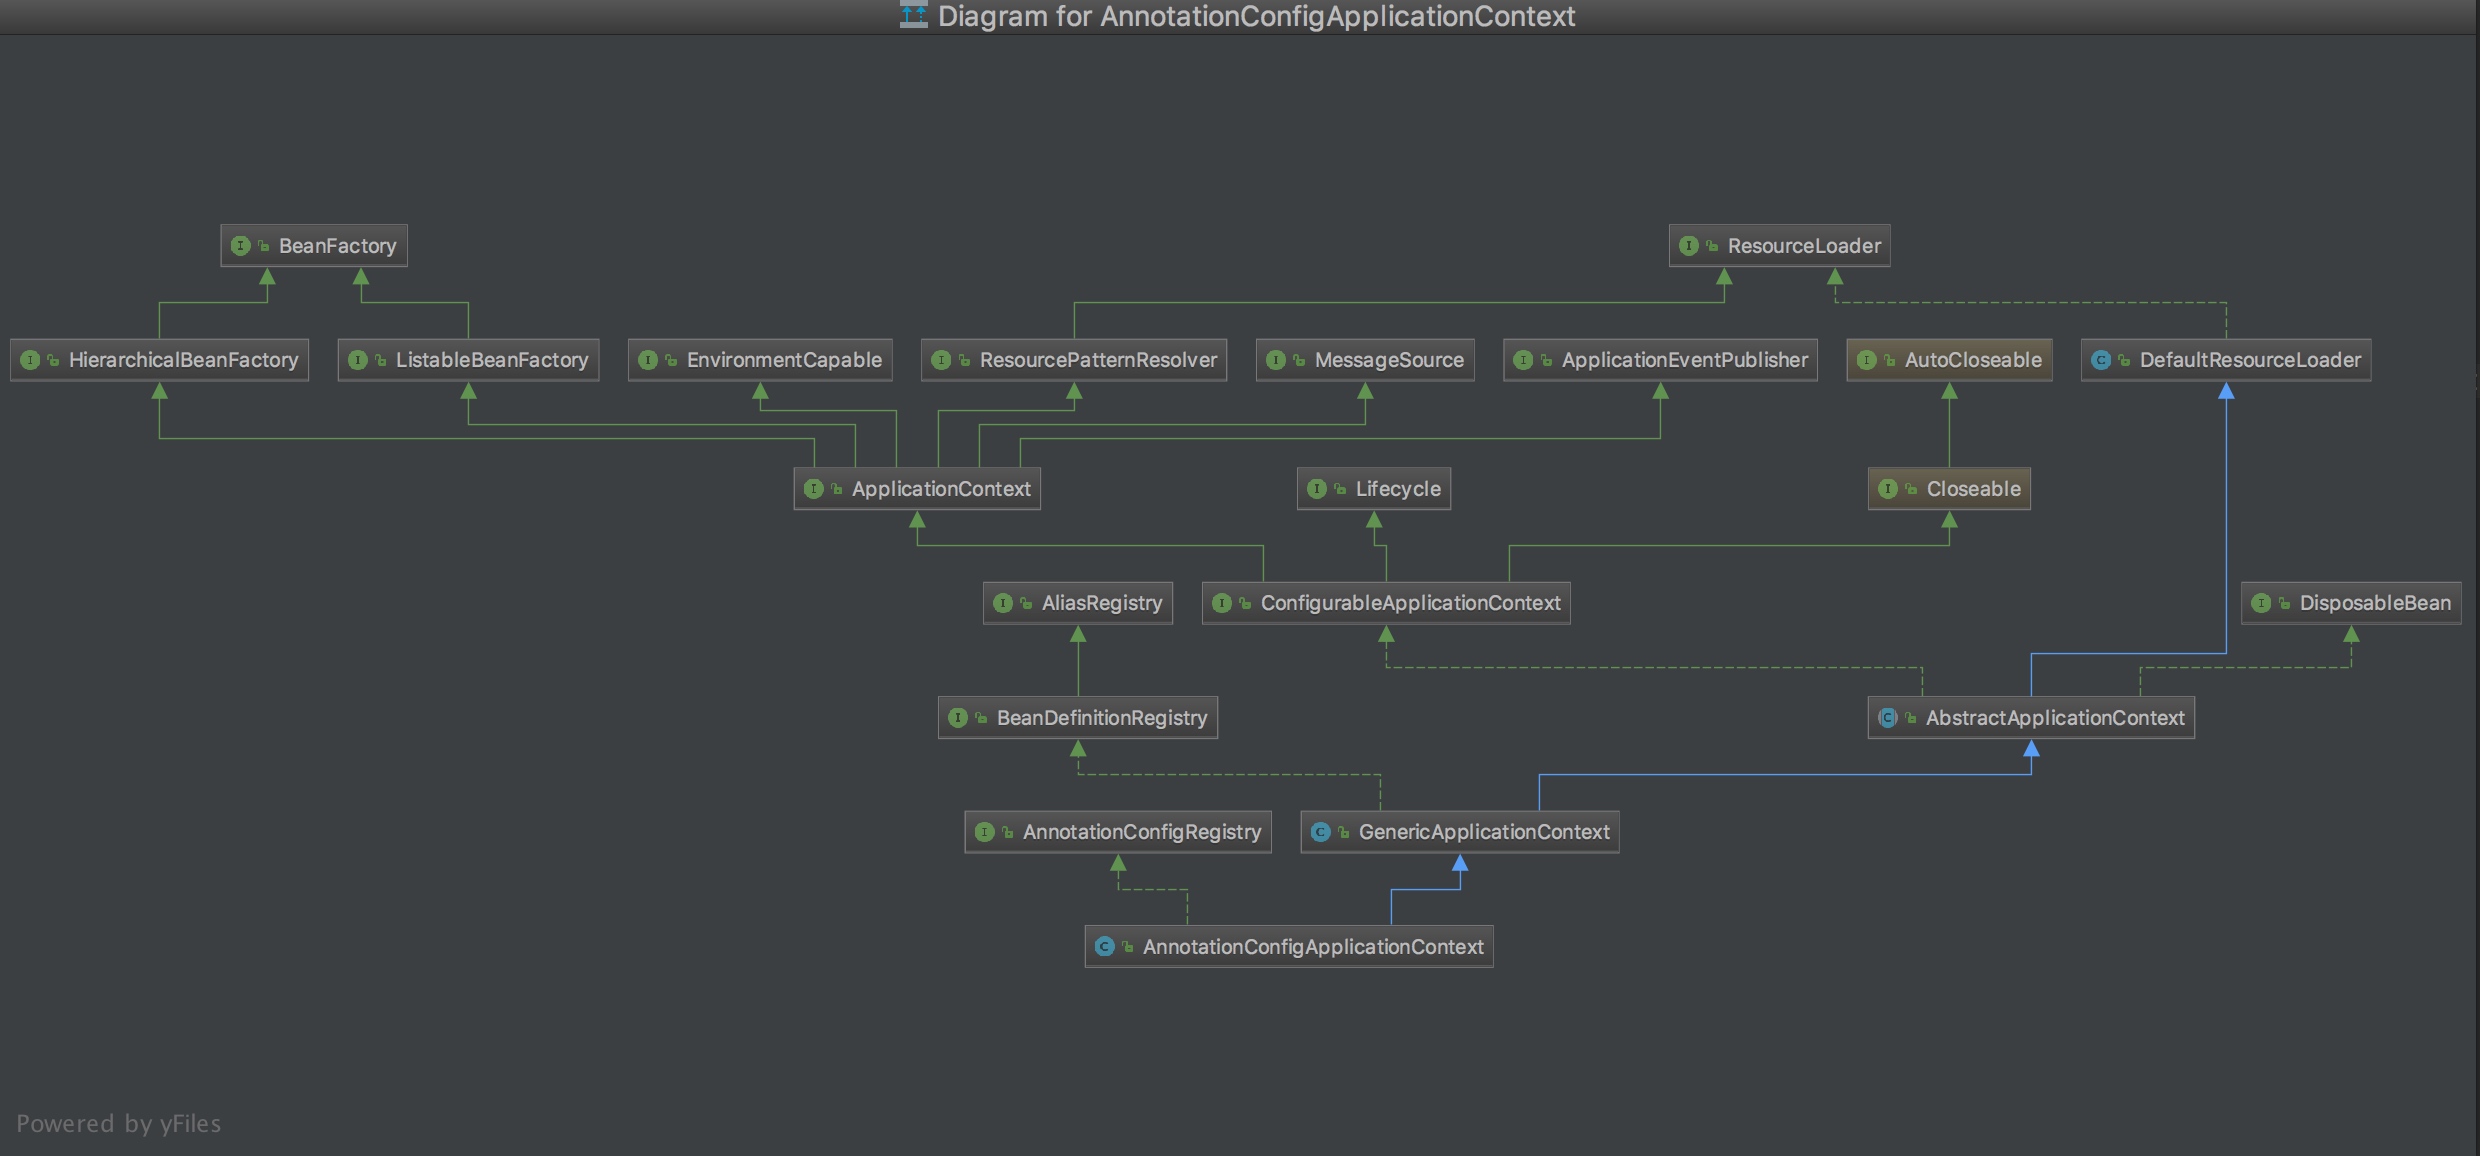 Diagram for AnnotationConfigApplicationContext
BeanFactory
ResourceLoader
HierarchicalBeanFactory
ListableBeanFactory
EnvironmentCapable
ResourcePatternResolver
MessageSource
ApplicationEventPublisher
AutoCloseable
DefaultResourceLoader
ApplicationContext
Lifecycle
Closeable
AliasRegistry
ConfigurableApplicationContext
DisposableBean
BeanDefinitionRegistry
AbstractApplicationContext
AnnotationConfigRegistry
GenericApplicationContext
AnnotationConfigApplicationContext
Powered by yFiles